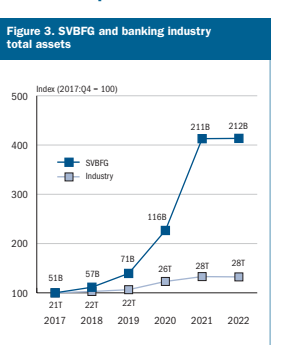 Figure 3. SVBFG and banking industry
total assets
Index (2017:Q4 = 100)
500
211B 212B
400
SVBFG
Industry
300
116B
200
71B
51B 57B
26T 28T 28T
100
21T 22T 22T
2017 2018 2019 2020 2021 2022